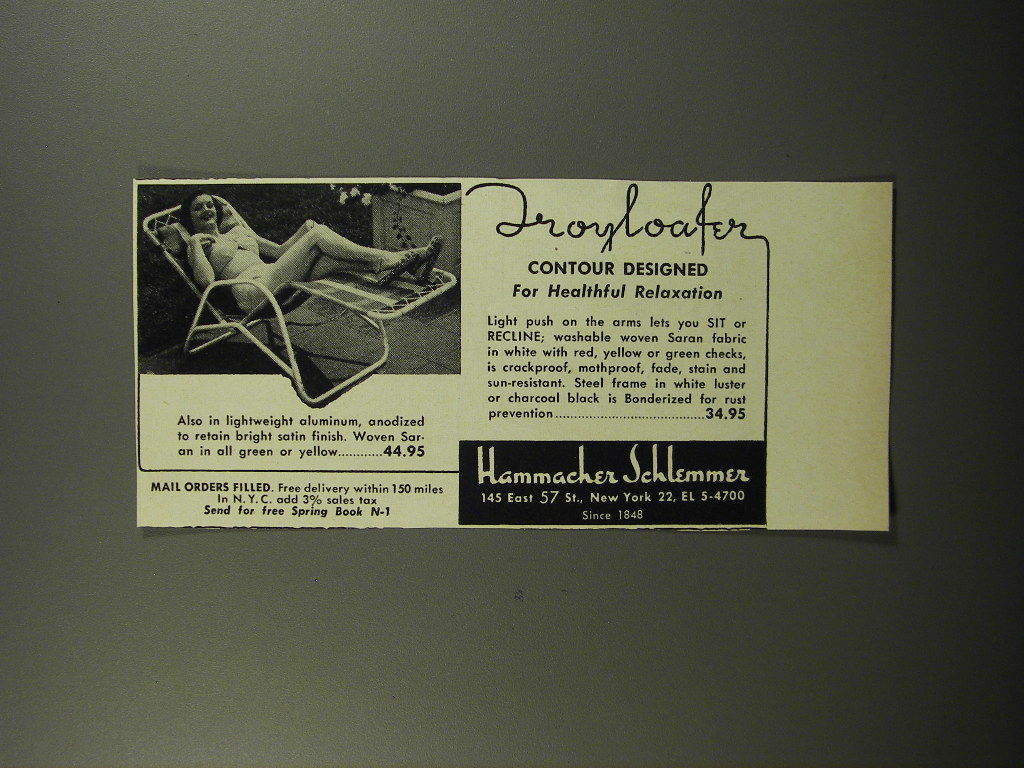 Troyloafer
CONTOUR DESIGNED
For Healthful Relaxation
Light push on the arms lets you SIT or
RECLINE; washable woven Saran fabric
in white with red, yellow or green checks,
is crackproof, mothproof, fade, stain and
sun-resistant. Steel frame in white luster
or charcoal black is Bonderized for rust
prevention......................................34.95
Also in lightweight aluminum, anodized
to retain bright satin finish. Woven Sar-
an in all green or yellow............44.95
MAIL ORDERS FILLED. Free delivery within 150 miles
In N.Y.C. add 3% sales tax
Send for free Spring Book N-1
Hammacher Schlemmer
145 East 57 St., New York 22, EL 5-4700
Since 1848